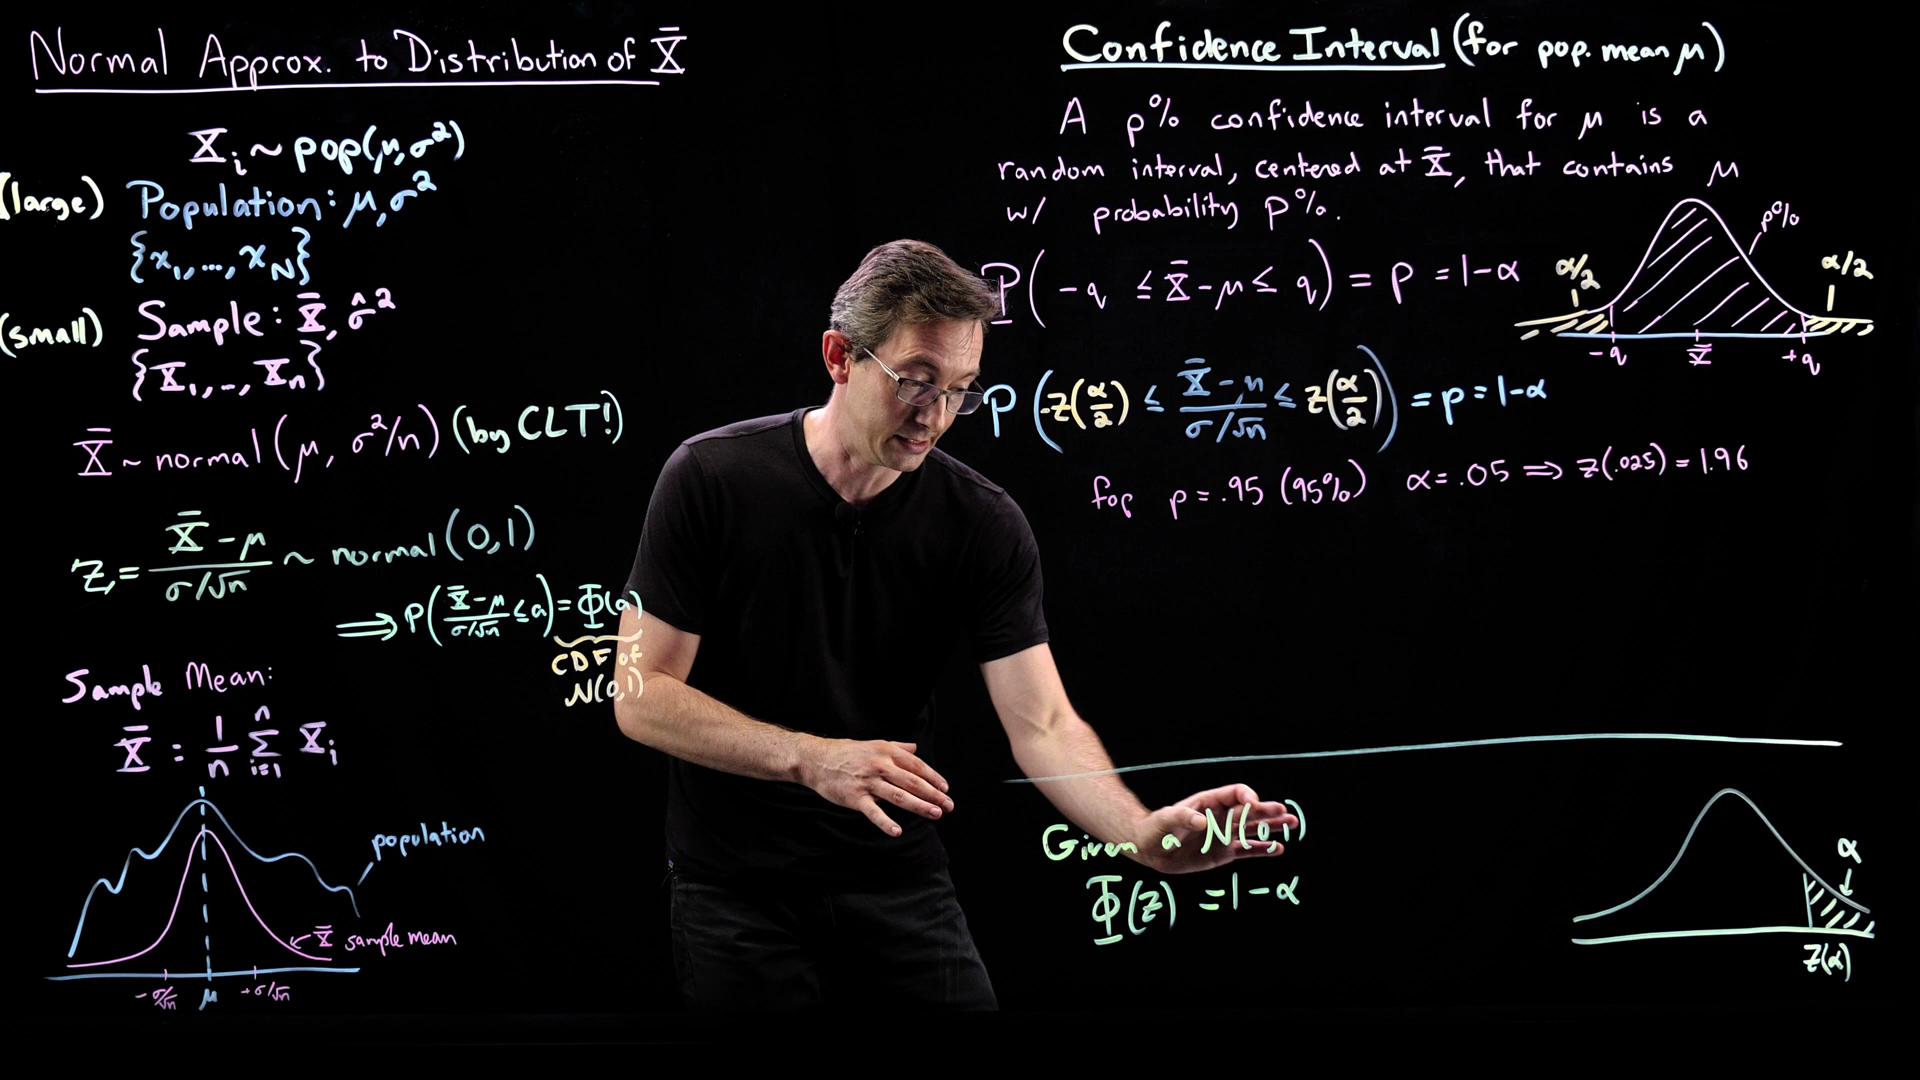 Normal Approx. to Distribution of X̄
X_i ~ pop(μ, σ²)
(large) Population: μ, σ²
{x₁, ..., x_N}
(small) Sample: X̄, σ̂²
{X₁, .., X_n}
X̄ ~ normal (μ, σ²/n) (by CLT!)
Z = (X̄ - μ)/(σ/√n) ~ normal (0,1)
⟹ P((X̄ - μ)/(σ/√n) ≤ a) = Φ(a)
CDF of
N(0,1)
Sample Mean:
X̄ = 1/n Σ_{i=1}^{n} X_i
population
X̄ sample mean
-σ/√n μ +σ/√n
Confidence Interval (for pop. mean μ)
A p% confidence interval for μ is a
random interval, centered at X̄, that contains μ
w/ probability p%.
P(-q ≤ X̄ - μ ≤ q) = p = 1-α
α/2 p% α/2
-q X̄ +q
P(-z(α/2) ≤ (X̄ - μ)/(σ/√n) ≤ z(α/2)) = p = 1-α
for p = .95 (95%) α = .05 ⟹ z(.025) = 1.96
Given a N(0,1)
Φ(z) = 1-α
α
z(α)